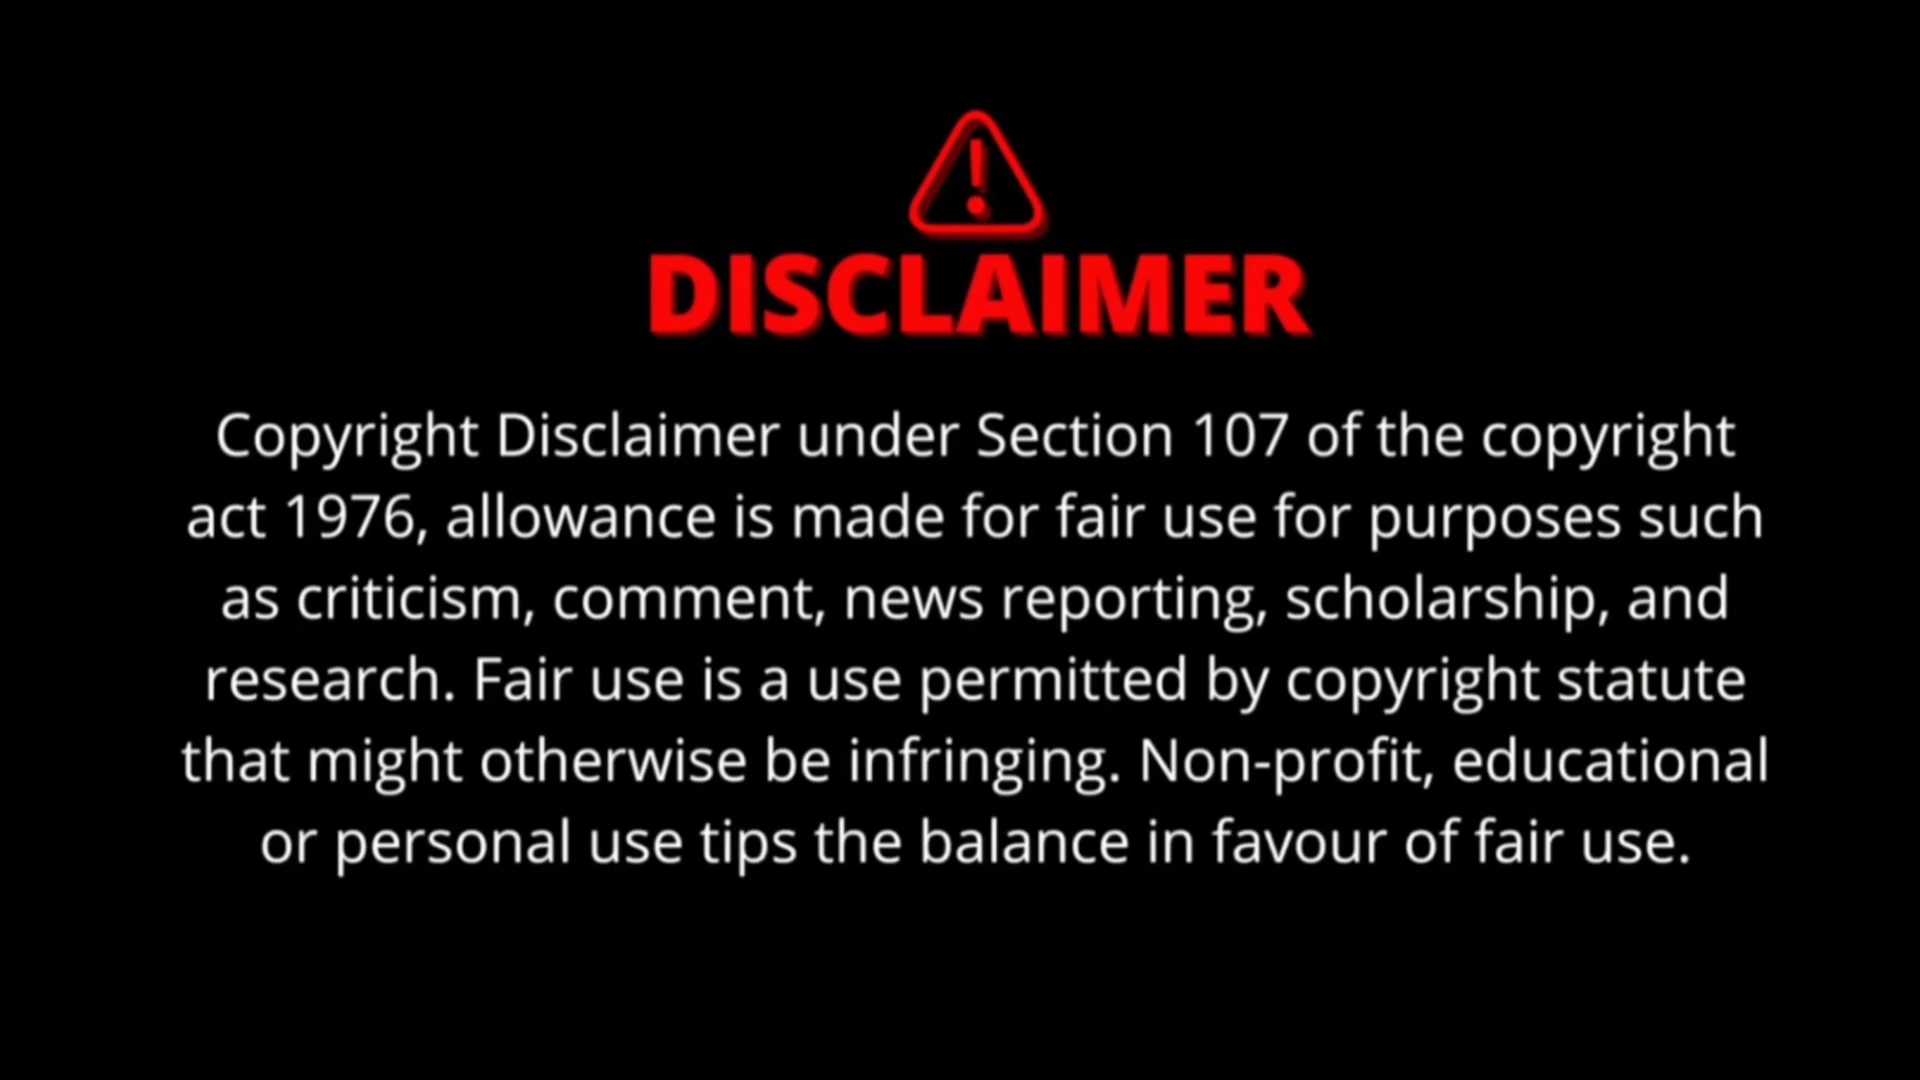 DISCLAIMER
Copyright Disclaimer under Section 107 of the copyright
act 1976, allowance is made for fair use for purposes such
as criticism, comment, news reporting, scholarship, and
research. Fair use is a use permitted by copyright statute
that might otherwise be infringing. Non-profit, educational
or personal use tips the balance in favour of fair use.